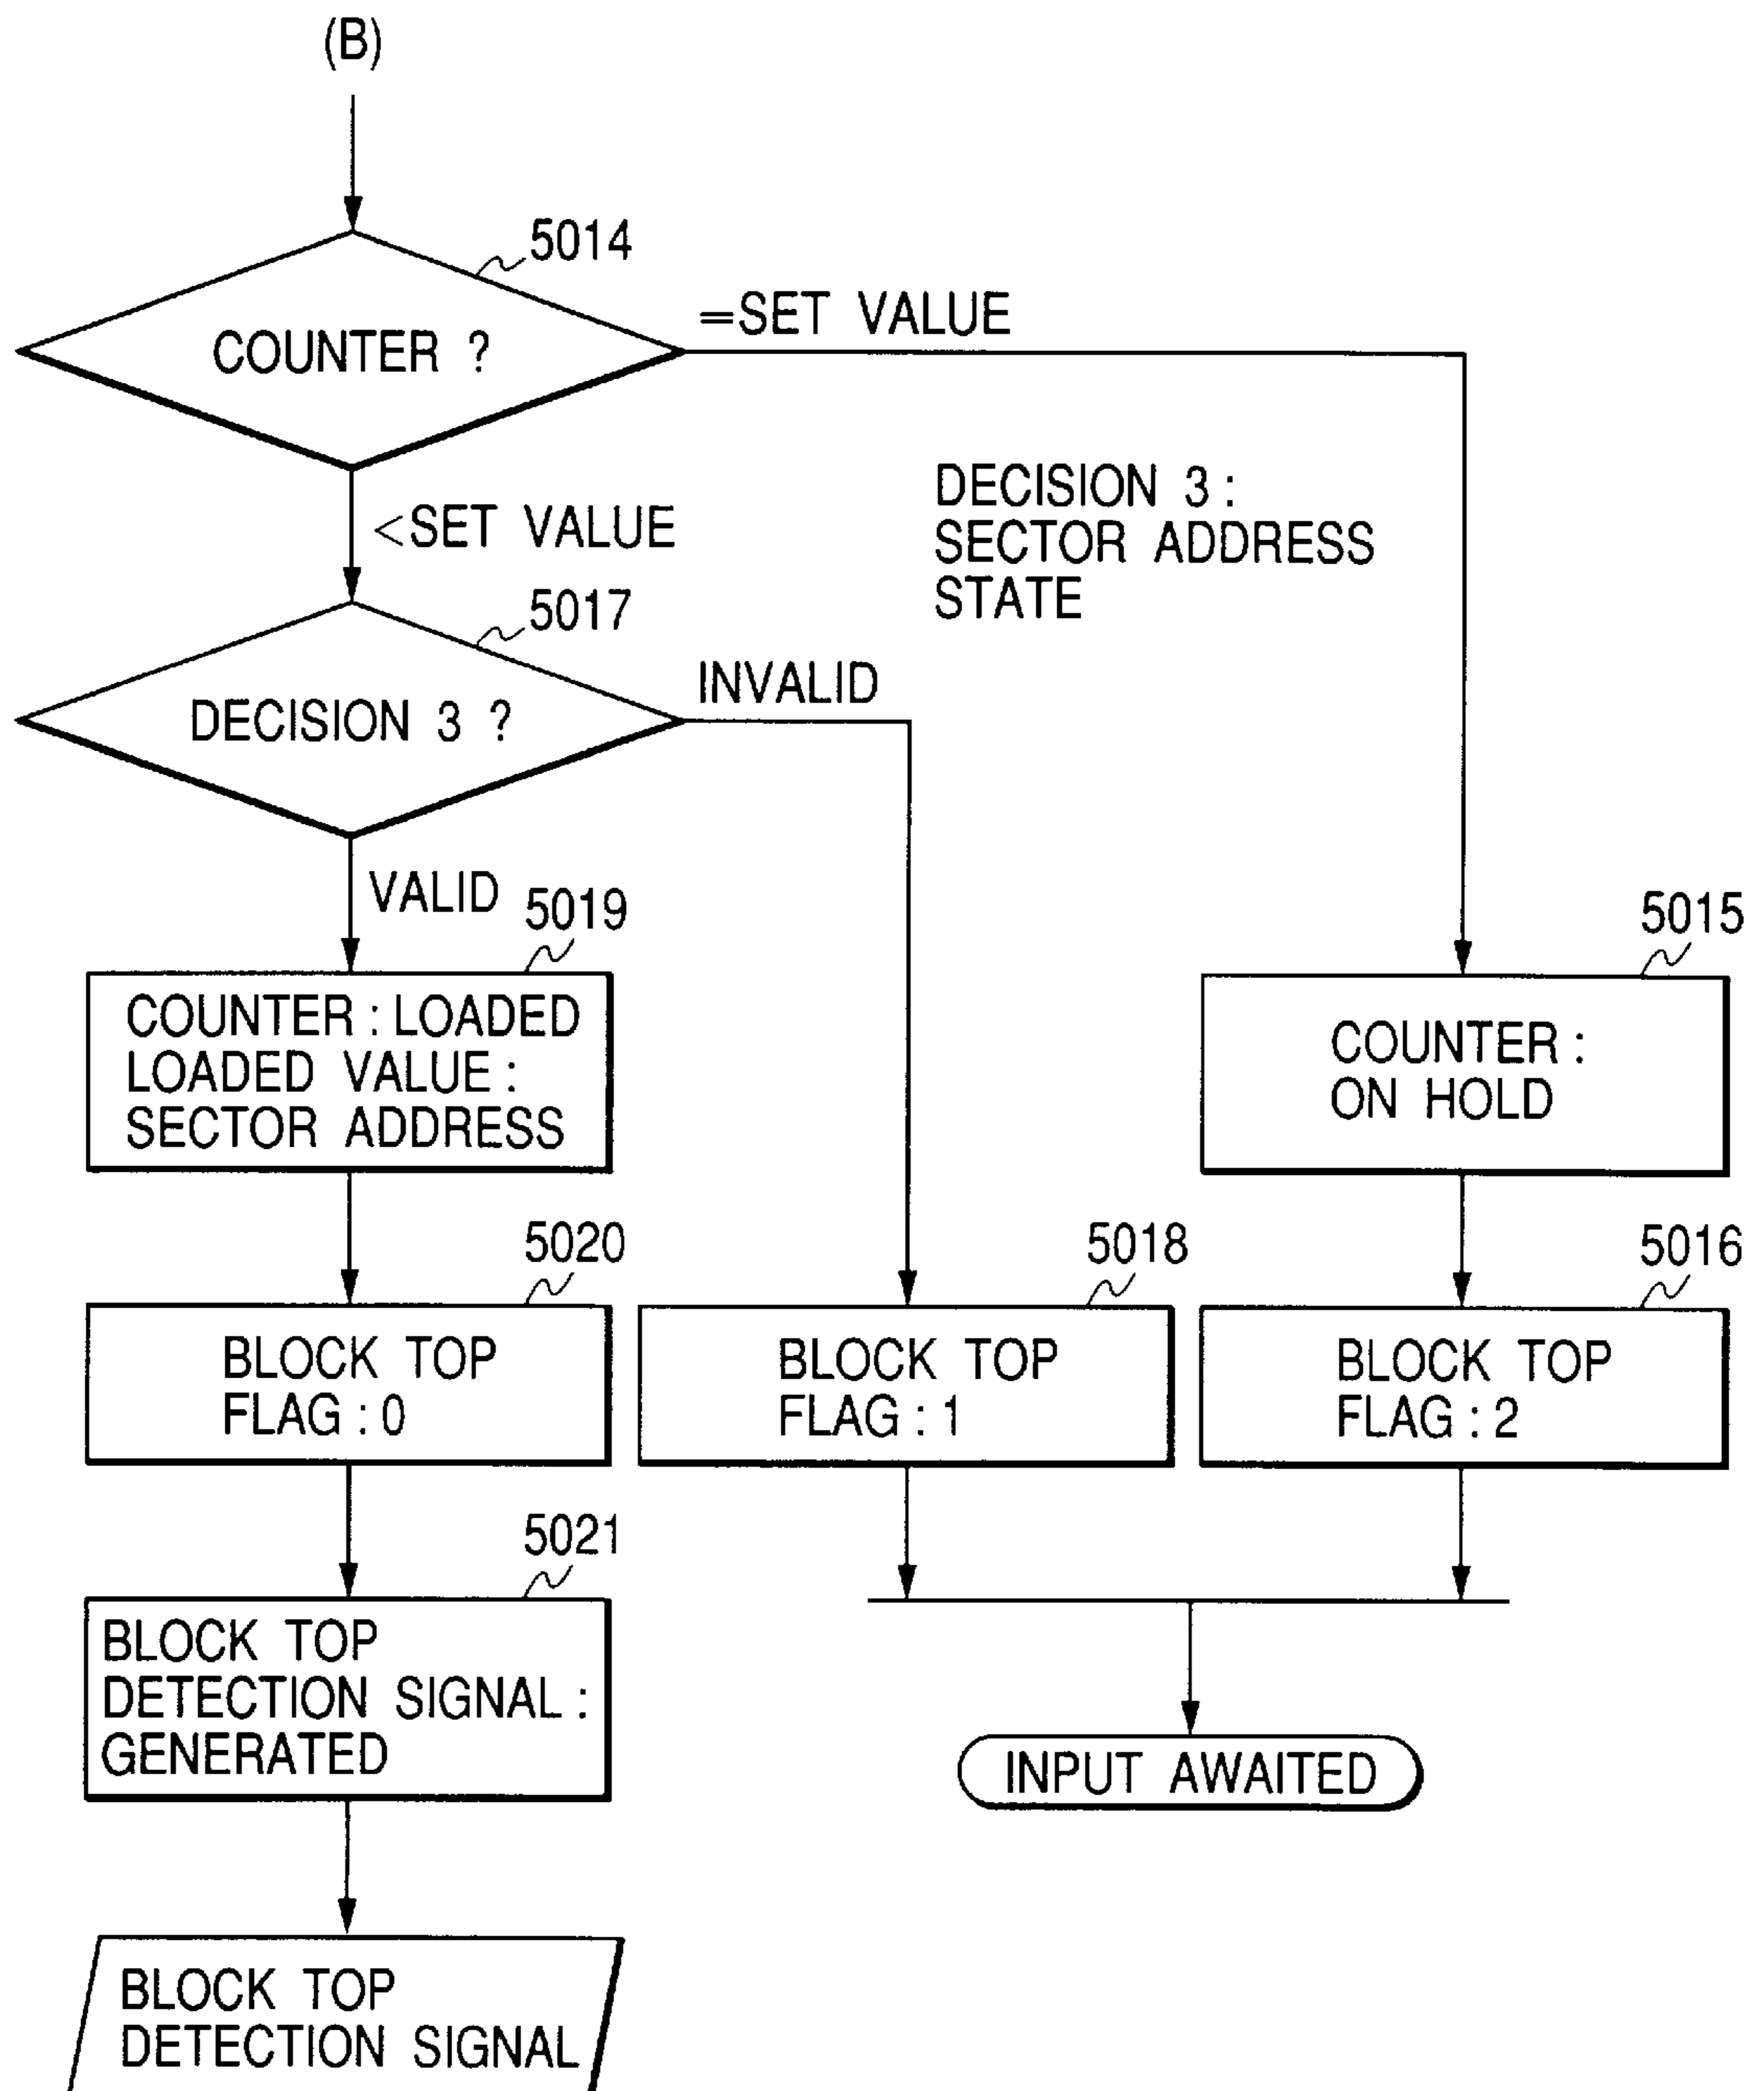 (B)
5014
COUNTER ?
=SET VALUE
<SET VALUE
DECISION 3 :
SECTOR ADDRESS
STATE
5017
DECISION 3 ?
INVALID
VALID
5019
COUNTER : LOADED
LOADED VALUE :
SECTOR ADDRESS
5015
COUNTER :
ON HOLD
5020
BLOCK TOP
FLAG : 0
5018
BLOCK TOP
FLAG : 1
5016
BLOCK TOP
FLAG : 2
5021
BLOCK TOP
DETECTION SIGNAL :
GENERATED
INPUT AWAITED
BLOCK TOP
DETECTION SIGNAL